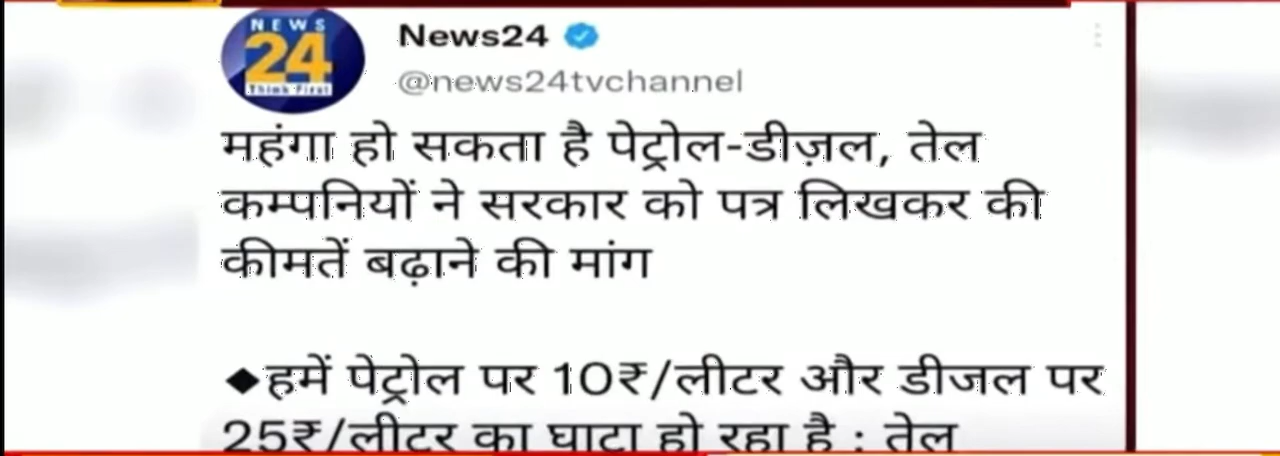 NEWS
24
Think First
News24
@news24tvchannel
महंगा हो सकता है पेट्रोल-डीज़ल, तेल
कम्पनियों ने सरकार को पत्र लिखकर की
कीमतें बढ़ाने की मांग
◆हमें पेट्रोल पर 10₹/लीटर और डीजल पर
25₹/लीटर का घाटा हो रहा है : तेल